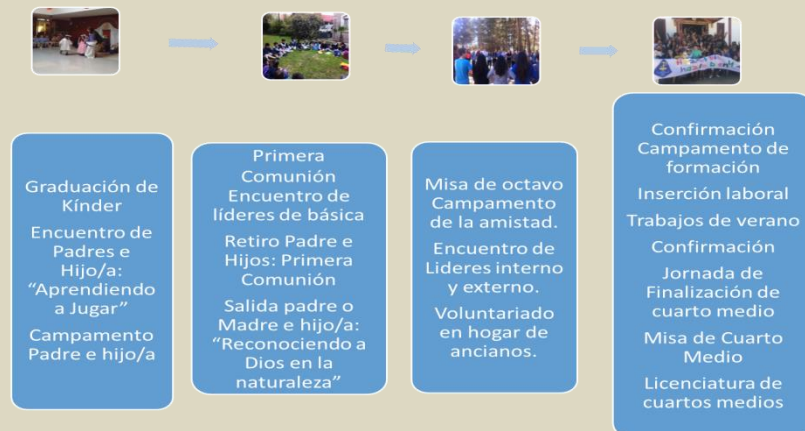 Graduación de
Kínder
Encuentro de
Padres e
Hijo/a:
“Aprendiendo
a Jugar”
Campamento
Padre e hijo/a
Primera
Comunión
Encuentro de
líderes de básica
Retiro Padre e
Hijos: Primera
Comunión
Salida padre o
Madre e hijo/a:
“Reconociendo a
Dios en la
naturaleza”
Misa de octavo
Campamento
de la amistad.
Encuentro de
Lideres interno
y externo.
Voluntariado
en hogar de
ancianos.
Confirmación
Campamento de
formación
Inserción laboral
Trabajos de verano
Confirmación
Jornada de
Finalización de
cuarto medio
Misa de Cuarto
Medio
Licenciatura de
cuartos medios